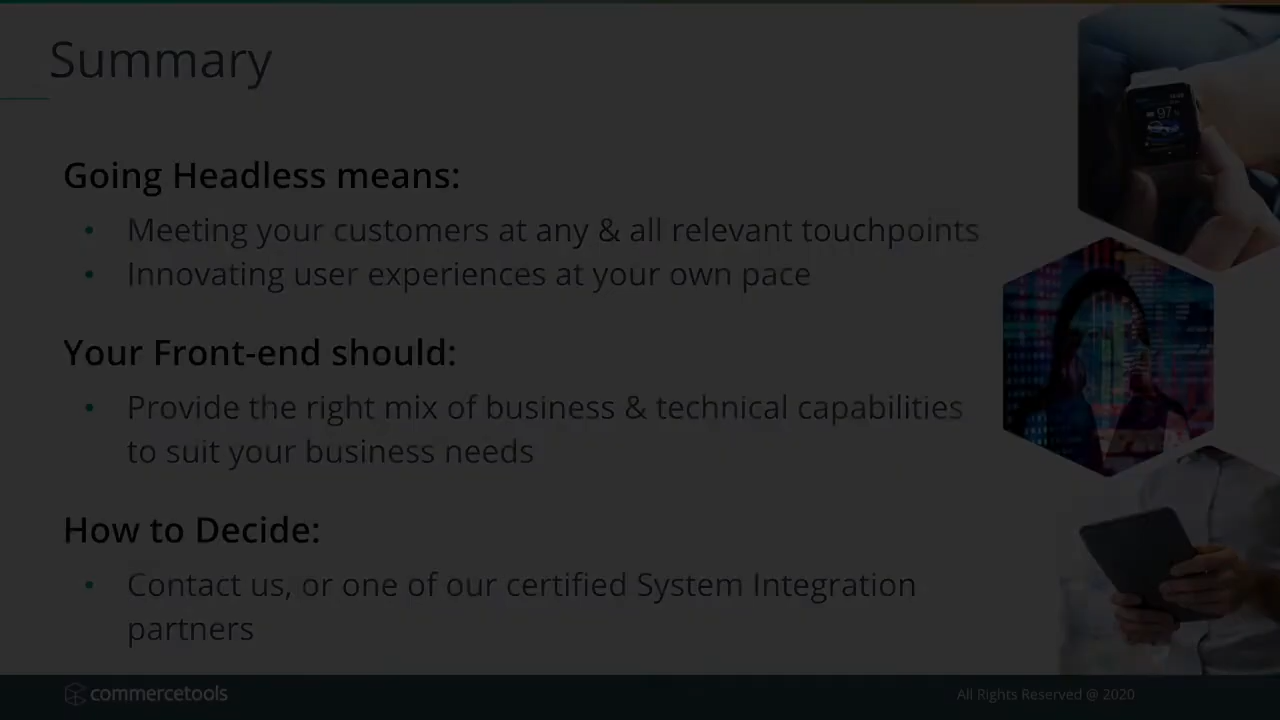 Summary
Going Headless means:
• Meeting your customers at any & all relevant touchpoints
• Innovating user experiences at your own pace
Your Front-end should:
• Provide the right mix of business & technical capabilities
to suit your business needs
How to Decide:
• Contact us, or one of our certified System Integration
partners
commercetools
All Rights Reserved @ 2020
97